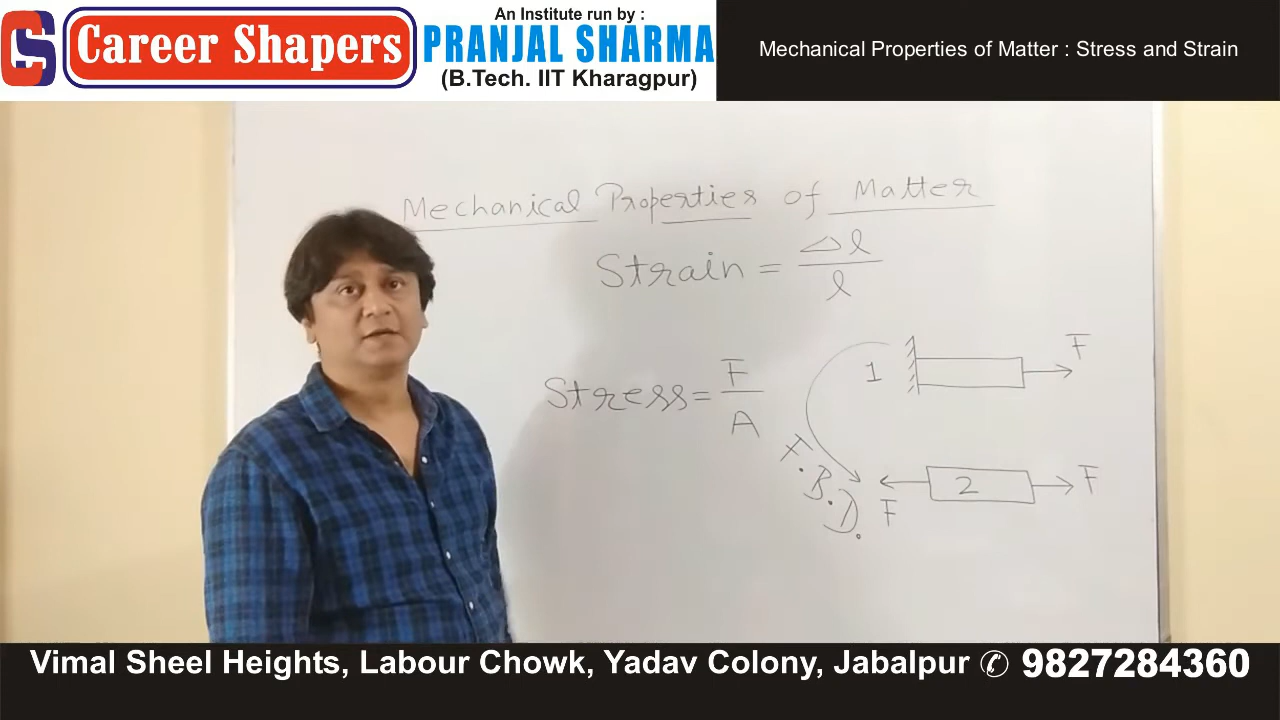 CS Career Shapers
An Institute run by :
PRANJAL SHARMA
(B.Tech. IIT Kharagpur)
Mechanical Properties of Matter : Stress and Strain
Mechanical Properties of Matter
Strain = Δl
l
Stress = F
A
1
F
F.B.D.
F
2
F
Vimal Sheel Heights, Labour Chowk, Yadav Colony, Jabalpur ✆ 9827284360